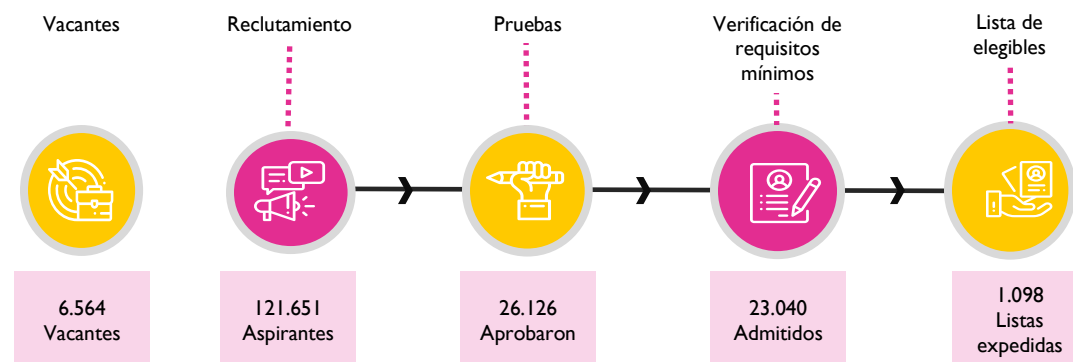 Vacantes
Reclutamiento
Pruebas
Verificación de
requisitos
mínimos
Lista de
elegibles
6.564
Vacantes
121.651
Aspirantes
26.126
Aprobaron
23.040
Admitidos
1.098
Listas
expedidas